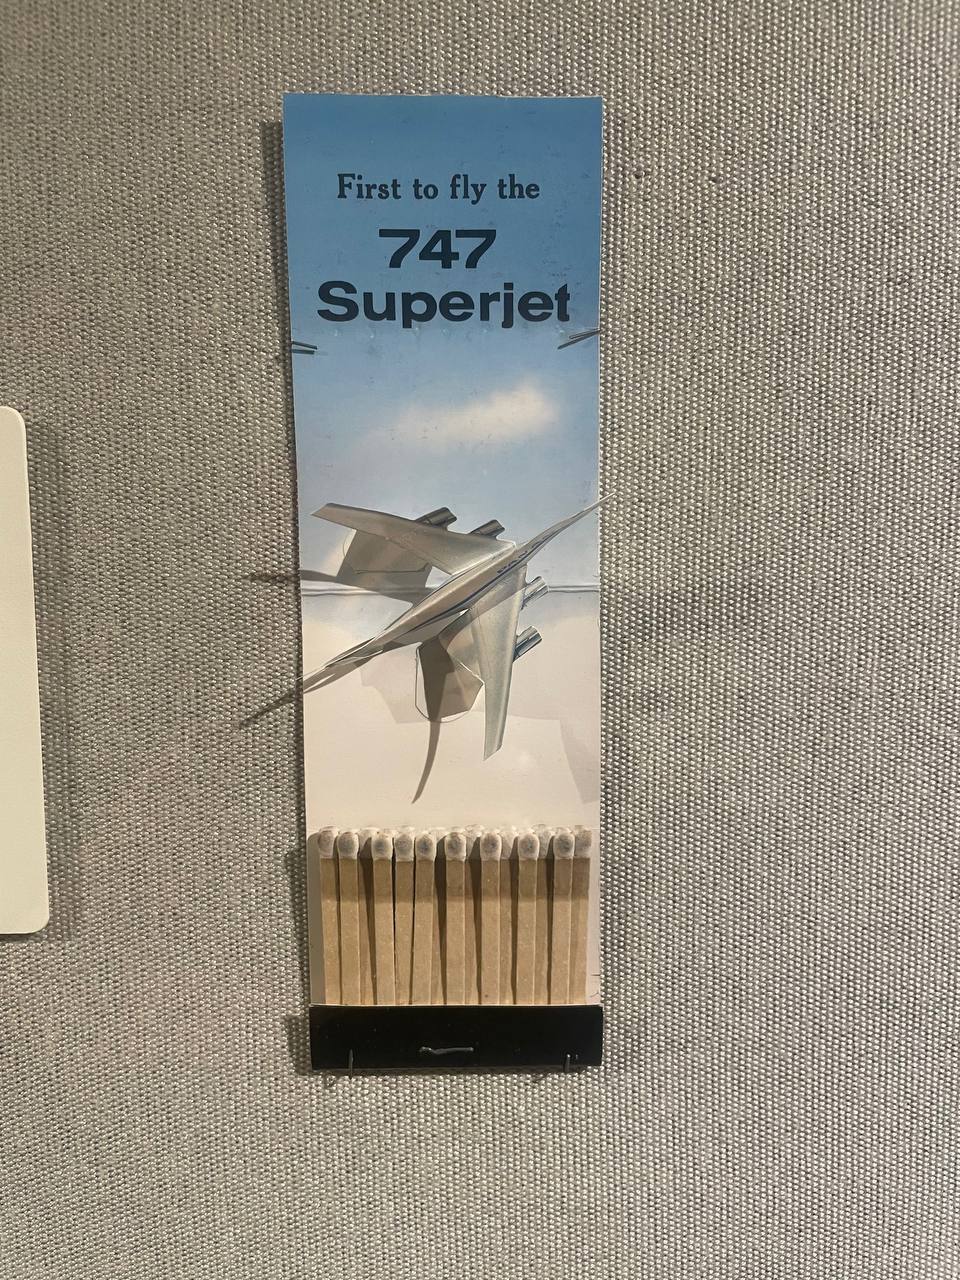 First to fly the
747
Superjet